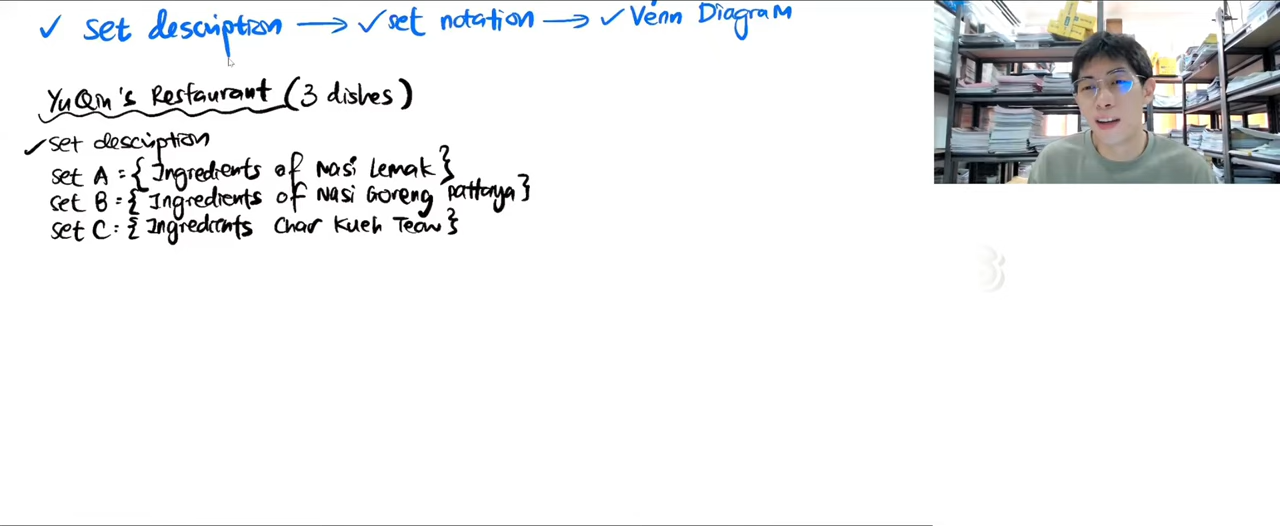 ✓ set description → ✓ set notation → ✓ Venn Diagram
YuQin's Restaurant (3 dishes)
✓ set description
set A = { Ingredients of Nasi Lemak }
set B = { Ingredients of Nasi Goreng Pattaya }
set C = { Ingredients Char Kueh Teow }
3